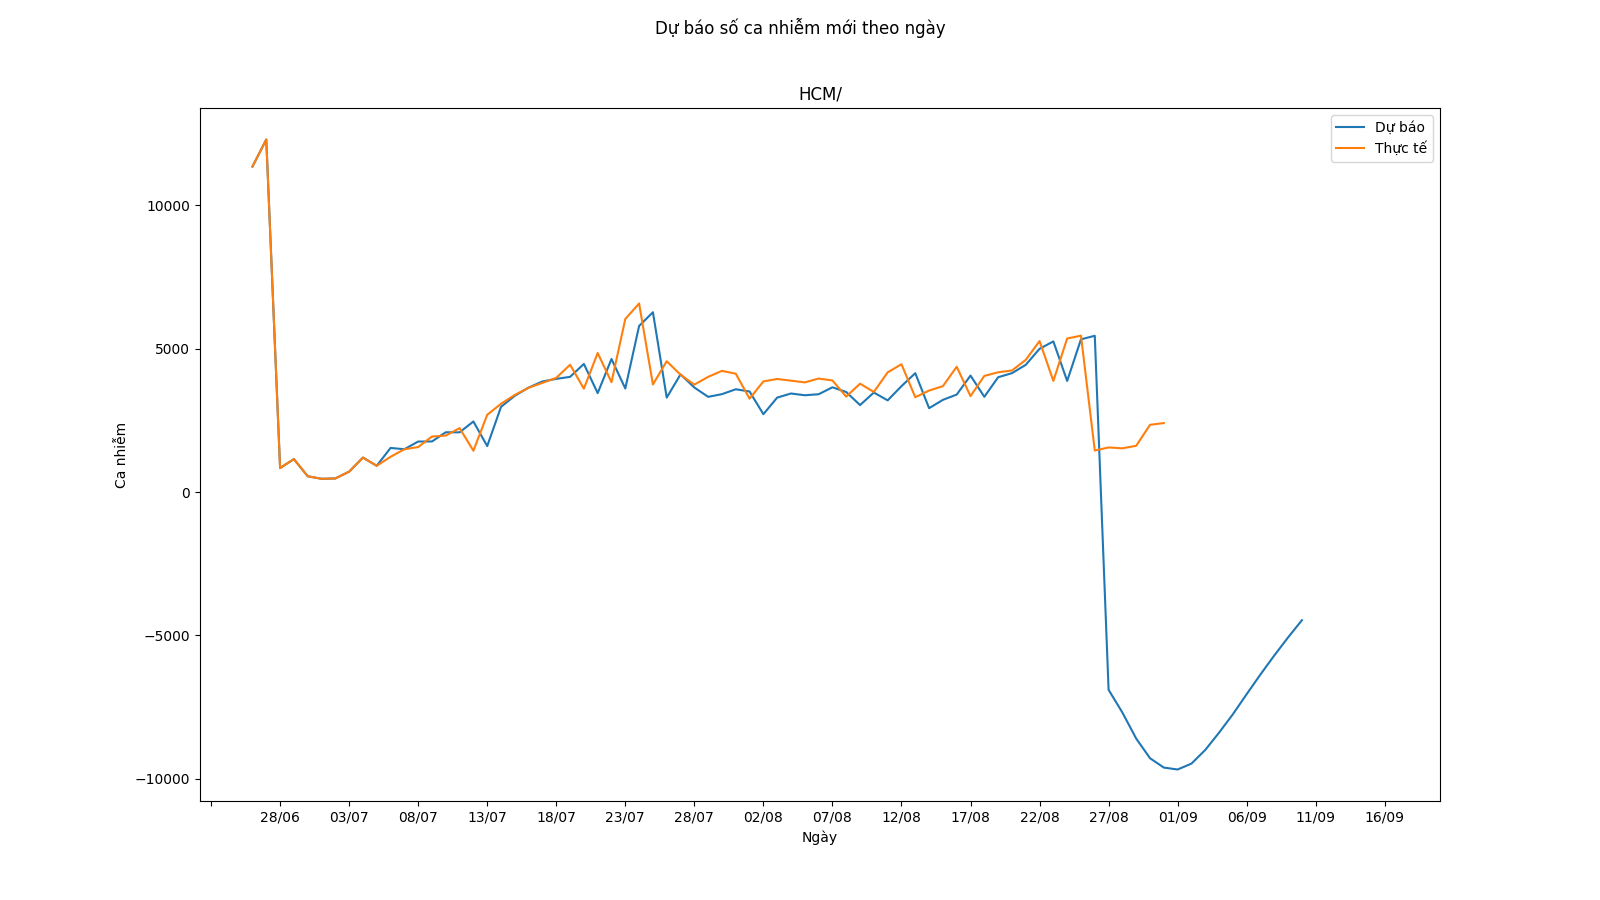 Dự báo số ca nhiễm mới theo ngày
HCM/
Dự báo
Thực tế
10000
5000
0
−5000
−10000
Ca nhiễm
28/06 03/07 08/07 13/07 18/07 23/07 28/07 02/08 07/08 12/08 17/08 22/08 27/08 01/09 06/09 11/09 16/09
Ngày